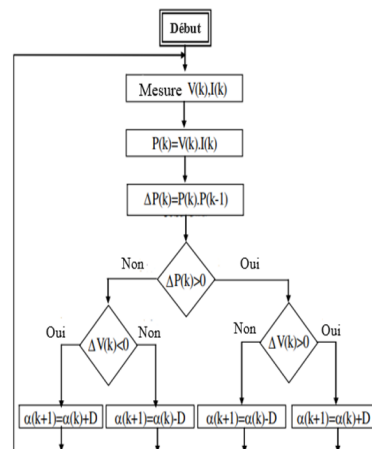 Début
Mesure V(k),I(k)
P(k)=V(k).I(k)
ΔP(k)=P(k).P(k-1)
Non
Oui
ΔP(k)>0
Oui
Non
Non
Oui
ΔV(k)<0
ΔV(k)>0
α(k+1)=α(k)+D
α(k+1)=α(k)-D
α(k+1)=α(k)-D
α(k+1)=α(k)+D